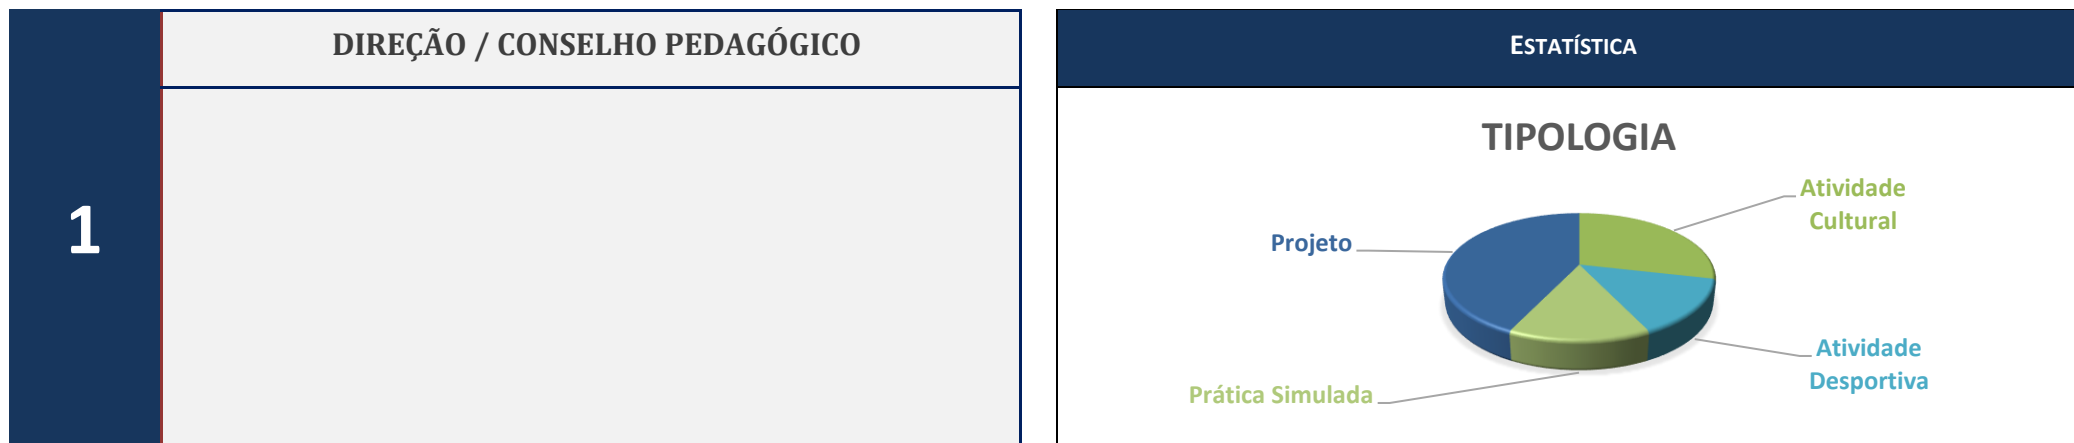 DIREÇÃO / CONSELHO PEDAGÓGICO
1
ESTATÍSTICA
TIPOLOGIA
Atividade
Cultural
Projeto
Atividade
Desportiva
Prática Simulada